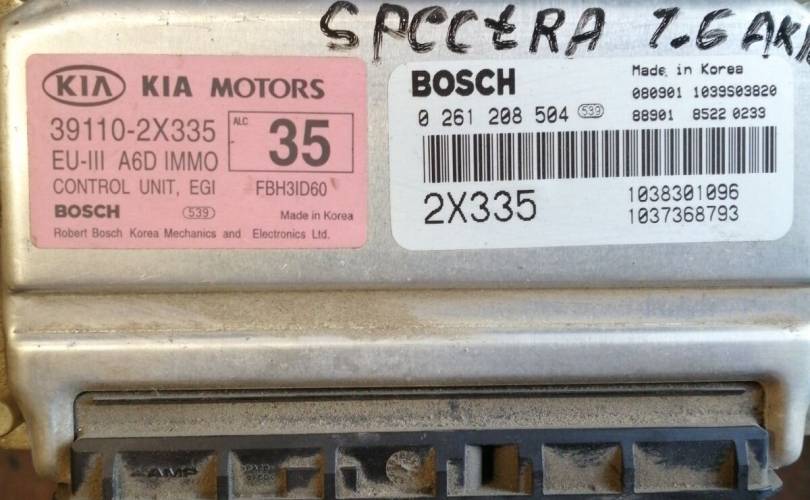 SPCCtRA 1.6 AK
KIA KIA MOTORS
39110-2X335
ALC 35
EU-III A6D IMMO
CONTROL UNIT, EGI FBH3ID60
BOSCH 539 Made in Korea
Robert Bosch Korea Mechanics and Electronics Ltd.
BOSCH
Made in Korea
0 261 208 504 539
080901 1039S03820
88901 8522 0233
2X335
1038301096
1037368793
AMP